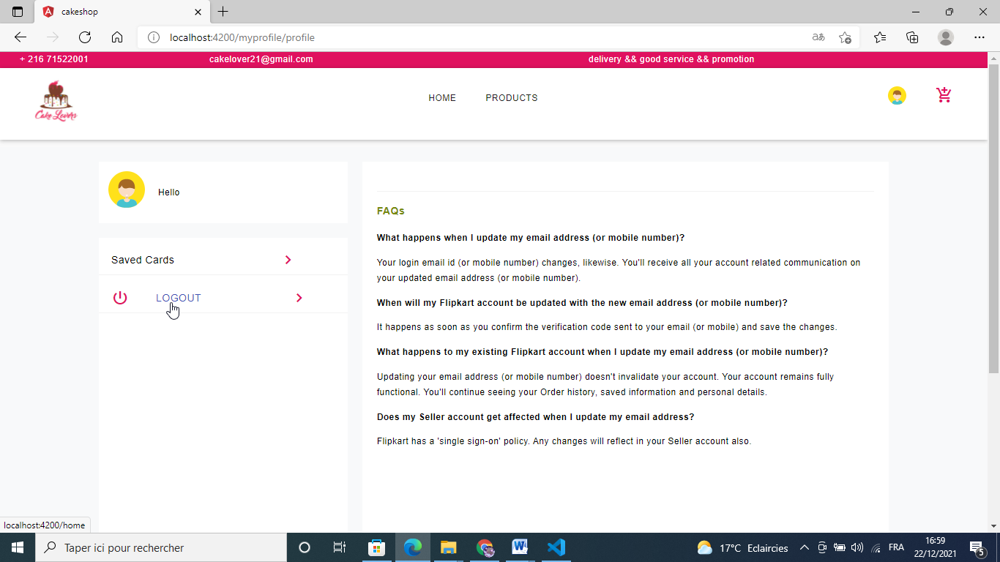 cakeshop
localhost:4200/myprofile/profile
+ 216 71522001 cakelover21@gmail.com delivery && good service && promotion
Cake Lovers
HOME PRODUCTS
Hello
Saved Cards
LOGOUT
FAQs
What happens when I update my email address (or mobile number)?
Your login email id (or mobile number) changes, likewise. You'll receive all your account related communication on
your updated email address (or mobile number).
When will my Flipkart account be updated with the new email address (or mobile number)?
It happens as soon as you confirm the verification code sent to your email (or mobile) and save the changes.
What happens to my existing Flipkart account when I update my email address (or mobile number)?
Updating your email address (or mobile number) doesn't invalidate your account. Your account remains fully
functional. You'll continue seeing your Order history, saved information and personal details.
Does my Seller account get affected when I update my email address?
Flipkart has a 'single sign-on' policy. Any changes will reflect in your Seller account also.
localhost:4200/home
Taper ici pour rechercher
17°C Eclaircies
FRA
16:59
22/12/2021
5